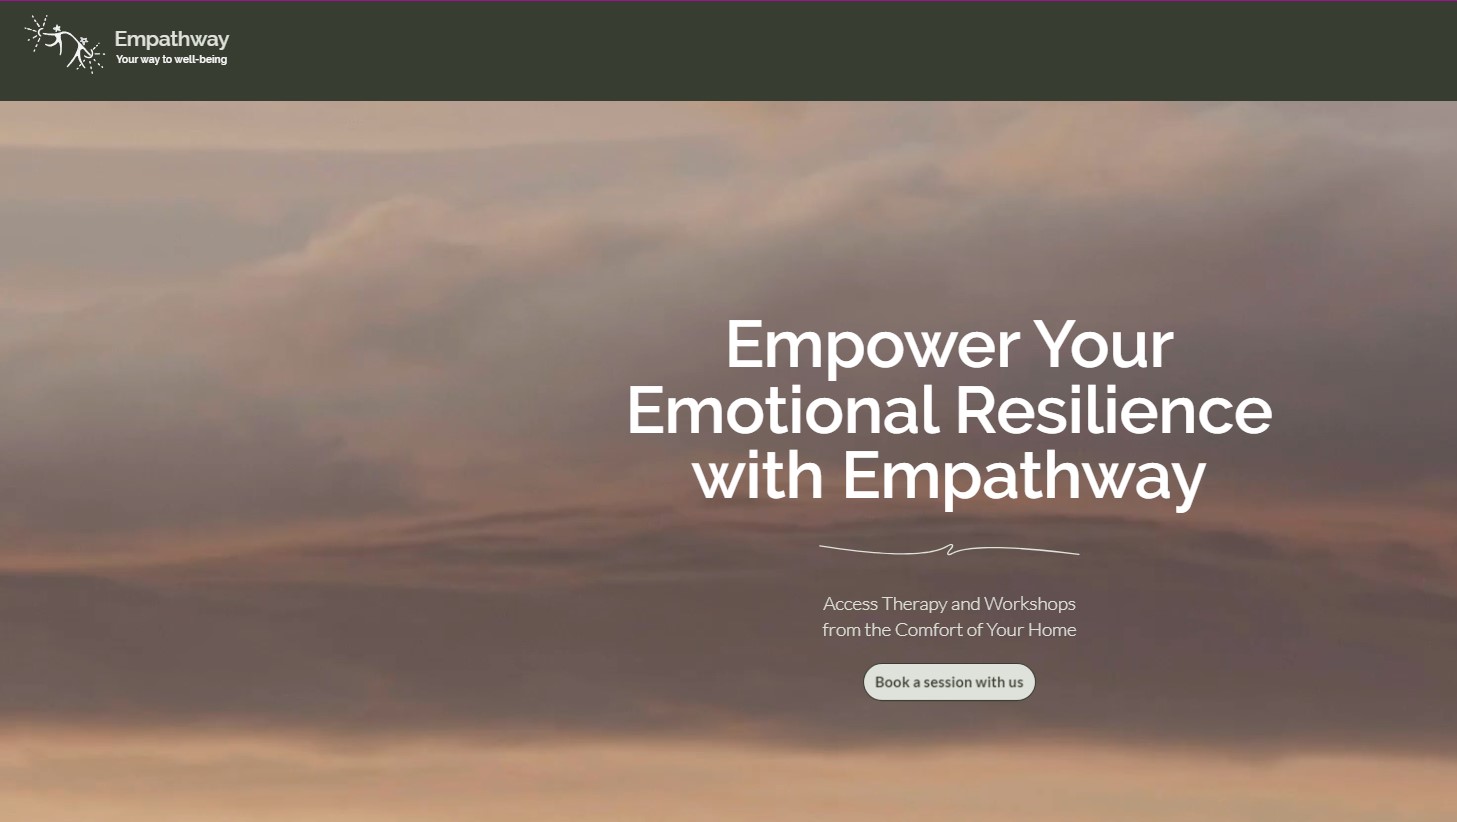 Empathway
Your way to well-being
Empower Your
Emotional Resilience
with Empathway
Access Therapy and Workshops
from the Comfort of Your Home
Book a session with us